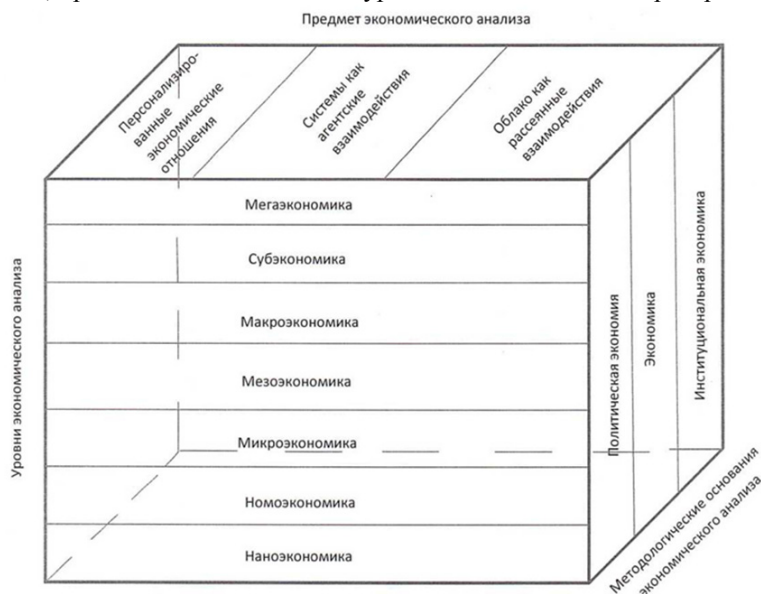 Предмет экономического анализа
Персонализиро-
ванные
экономические
отношения
Системы как
агентские
взаимодействия
Облако как
рассеянные
взаимодействия
Уровни экономического анализа
Мегаэкономика
Субэкономика
Макроэкономика
Мезоэкономика
Микроэкономика
Номоэкономика
Наноэкономика
Политическая экономия
Экономика
Институциональная экономика
Методологические основания
экономического анализа